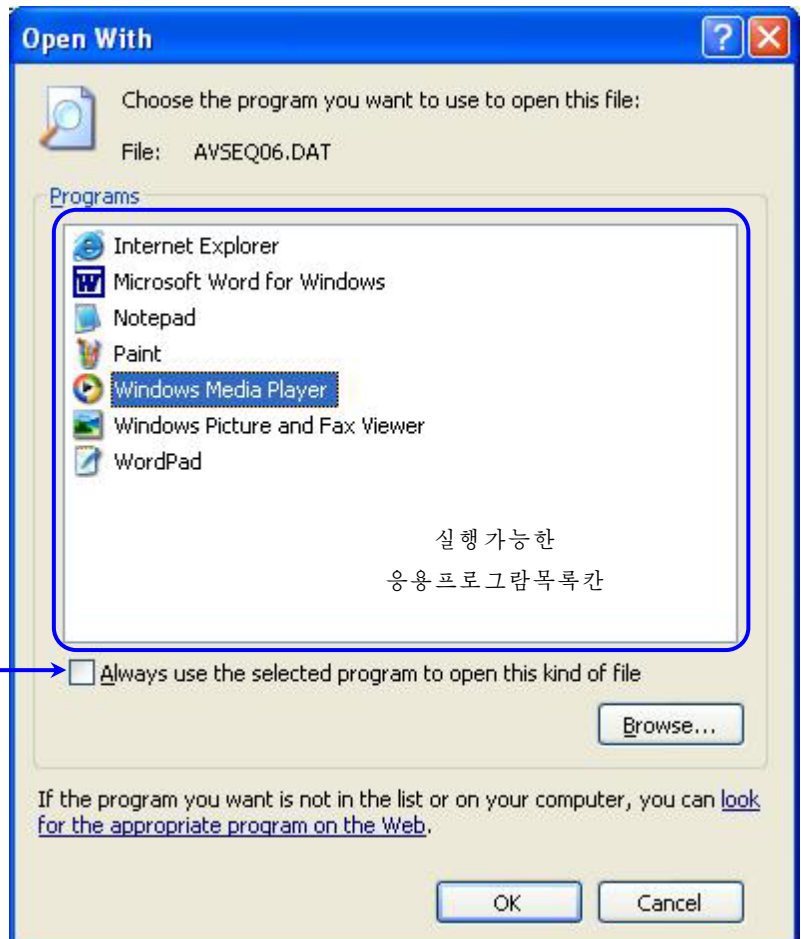 Open With
Choose the program you want to use to open this file:
File: AVSEQ06.DAT
Programs
Internet Explorer
Microsoft Word for Windows
Notepad
Paint
Windows Media Player
Windows Picture and Fax Viewer
WordPad
실행가능한
응용프로그람목록칸
Always use the selected program to open this kind of file
Browse...
If the program you want is not in the list or on your computer, you can look
for the appropriate program on the Web.
OK Cancel